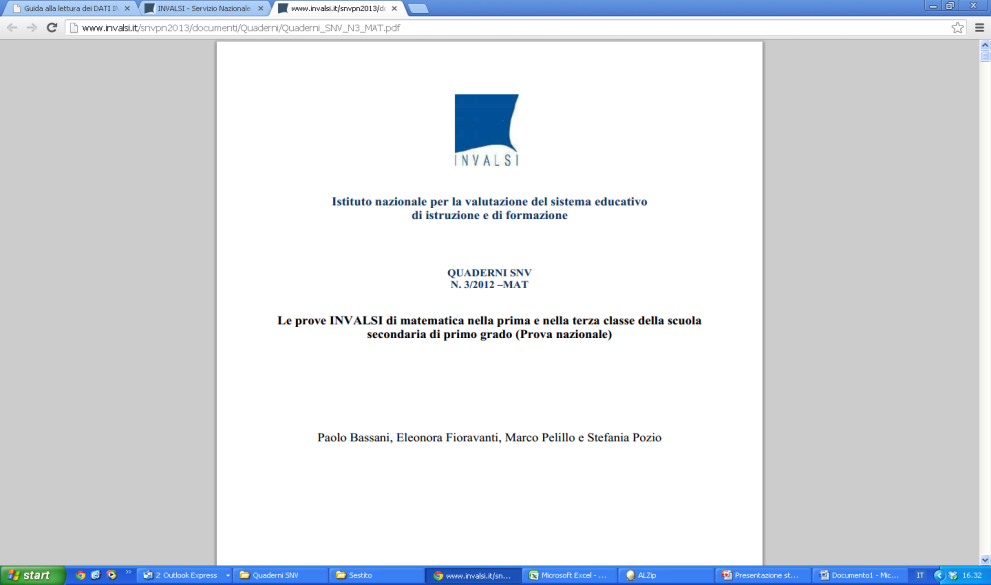 Guida alla lettura dei DATI I
INVALSI - Servizio Nazionale
www.invalsi.it/snvpn2013/do
www.invalsi.it/snvpn2013/documenti/Quaderni/Quaderni_SNV_N3_MAT.pdf
INVALSI
Istituto nazionale per la valutazione del sistema educativo
di istruzione e di formazione
QUADERNI SNV
N. 3/2012 –MAT
Le prove INVALSI di matematica nella prima e nella terza classe della scuola
secondaria di primo grado (Prova nazionale)
Paolo Bassani, Eleonora Fioravanti, Marco Pelillo e Stefania Pozio
start
2 Outlook Express
Quaderni SNV
Sestito
www.invalsi.it/sn...
Microsoft Excel - ...
ALZip
Presentazione st...
Documento1 - Mic...
IT
16.32